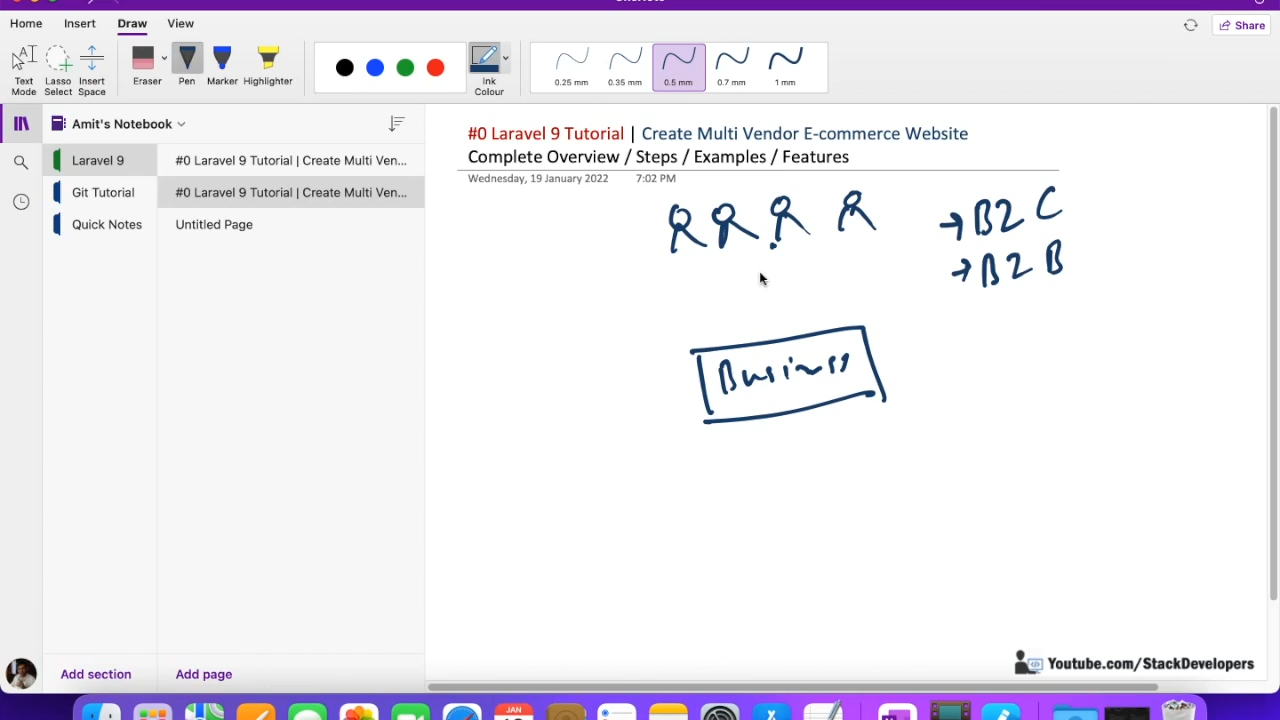 Home Insert Draw View
Share
Text Mode
Lasso Select
Insert Space
Eraser
Pen
Marker
Highlighter
Ink Colour
0.25 mm
0.35 mm
0.5 mm
0.7 mm
1 mm
Amit's Notebook
Laravel 9
Git Tutorial
Quick Notes
#0 Laravel 9 Tutorial | Create Multi Ven...
#0 Laravel 9 Tutorial | Create Multi Ven...
Untitled Page
#0 Laravel 9 Tutorial | Create Multi Vendor E-commerce Website
Complete Overview / Steps / Examples / Features
Wednesday, 19 January 2022 7:02 PM
→ B2C
→ B2B
Business
Add section
Add page
Youtube.com/StackDevelopers
JAN